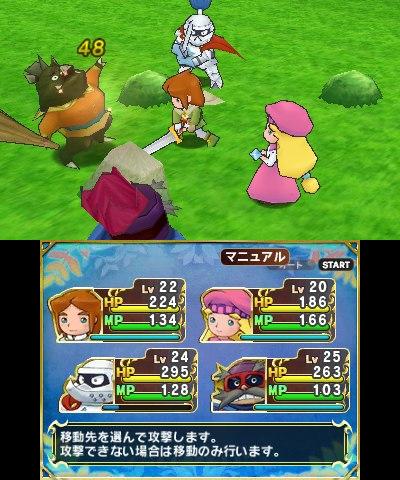 48
マニュアル
オート START
Lv 22
HP 224
MP 134
Lv 20
HP 186
MP 166
Lv 24
HP 295
MP 128
Lv 25
HP 263
MP 103
移動先を選んで攻撃します。
攻撃できない場合は移動のみ行います。